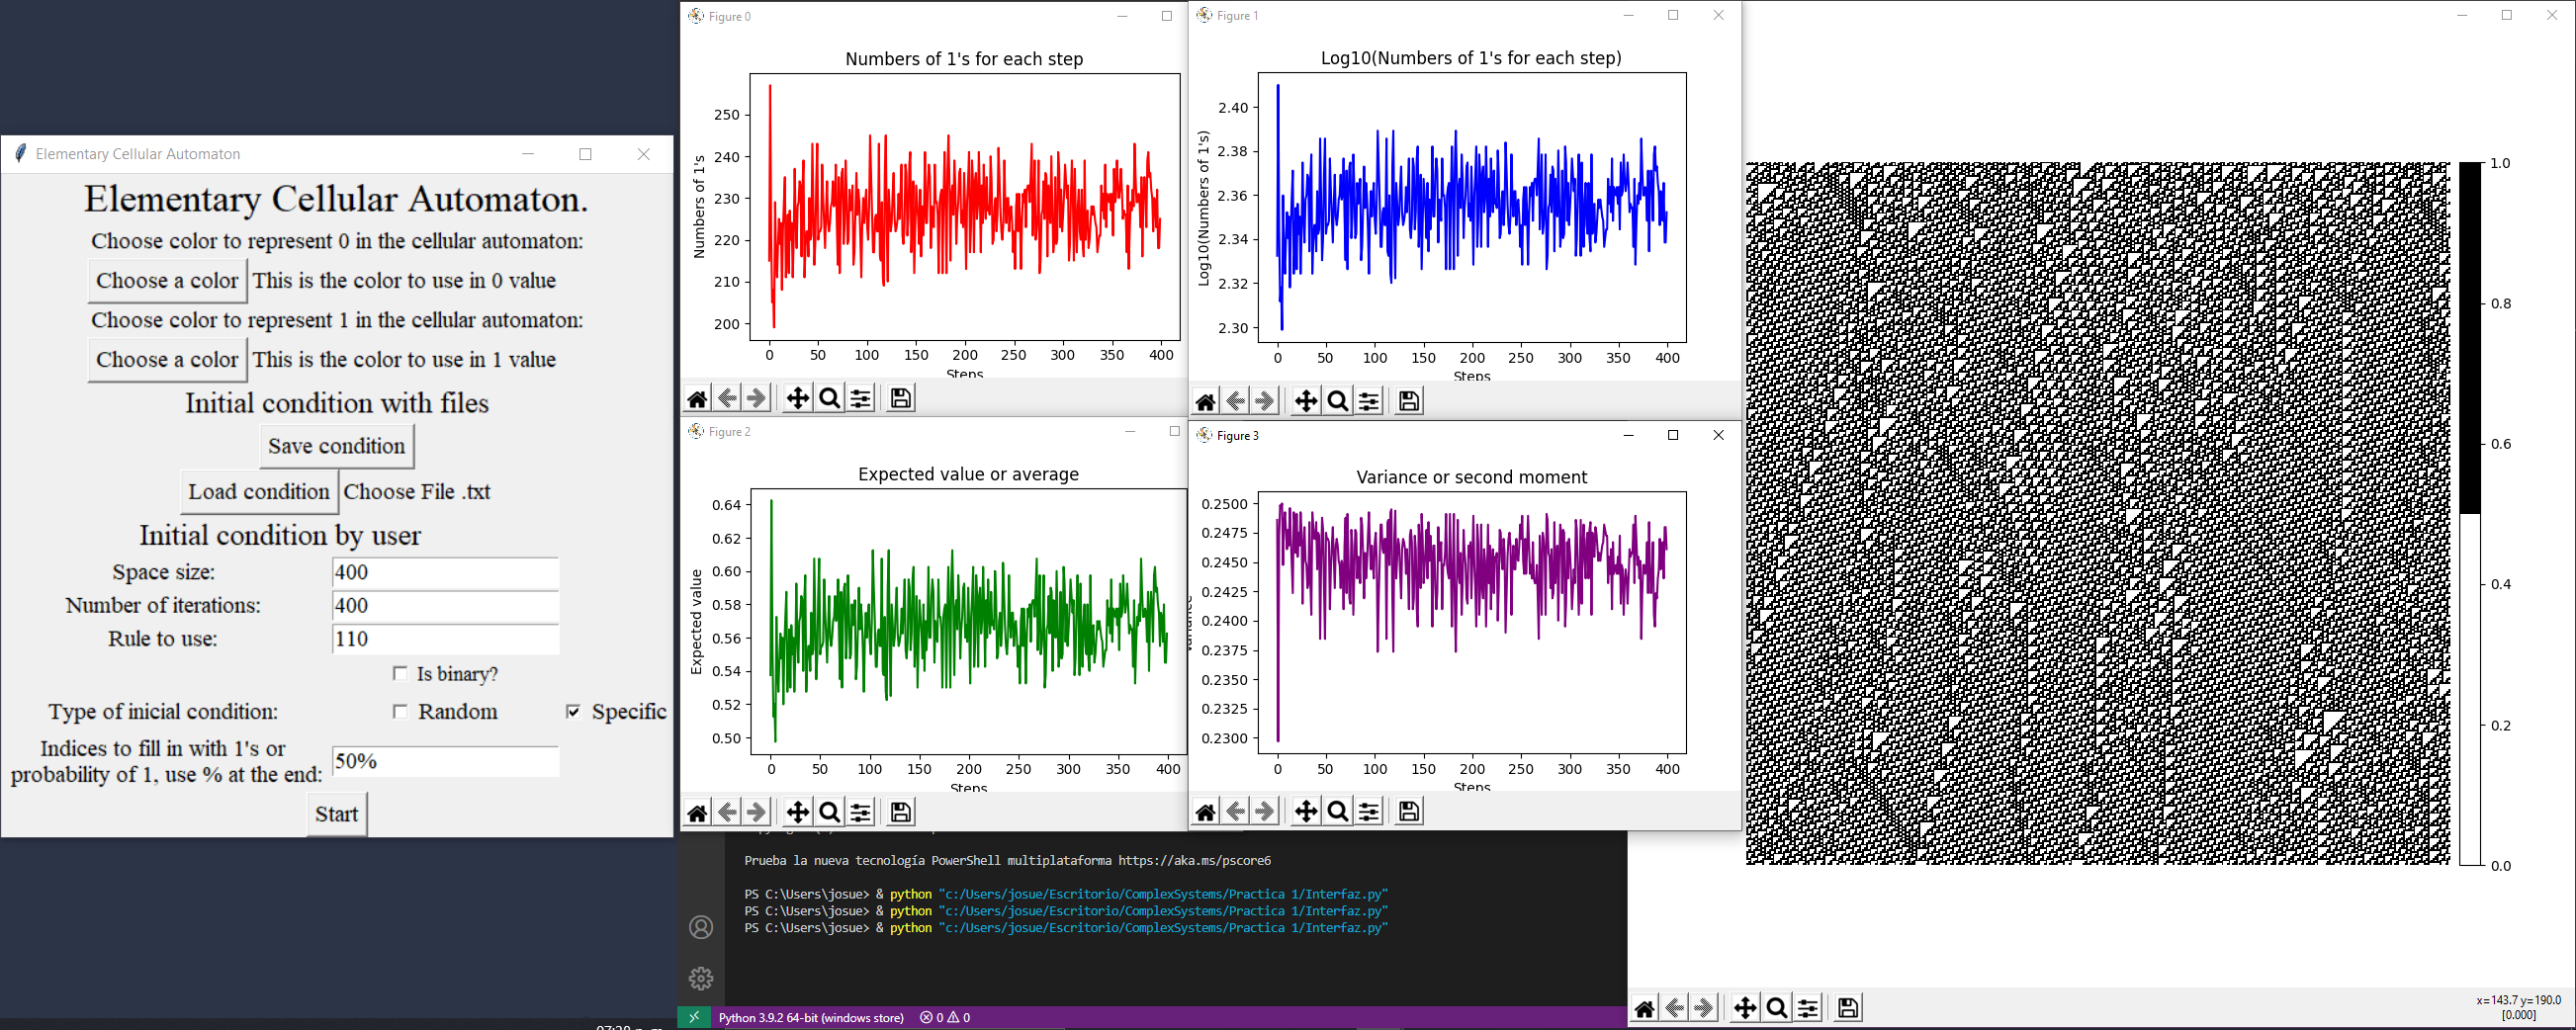 Elementary Cellular Automaton
Elementary Cellular Automaton.
Choose color to represent 0 in the cellular automaton:
Choose a color This is the color to use in 0 value
Choose color to represent 1 in the cellular automaton:
Choose a color This is the color to use in 1 value
Initial condition with files
Save condition
Load condition Choose File .txt
Initial condition by user
Space size: 400
Number of iterations: 400
Rule to use: 110
Is binary?
Type of inicial condition: Random Specific
Indices to fill in with 1's or
probability of 1, use % at the end: 50%
Start
Figure 0
Numbers of 1's for each step
Numbers of 1's
250
240
230
220
210
200
0 50 100 150 200 250 300 350 400
Steps
Figure 1
Log10(Numbers of 1's for each step)
Log10(Numbers of 1's)
2.40
2.38
2.36
2.34
2.32
2.30
0 50 100 150 200 250 300 350 400
Steps
Figure 2
Expected value or average
Expected value
0.64
0.62
0.60
0.58
0.56
0.54
0.52
0.50
0 50 100 150 200 250 300 350 400
Steps
Figure 3
Variance or second moment
0.2500
0.2475
0.2450
0.2425
0.2400
0.2375
0.2350
0.2325
0.2300
0 50 100 150 200 250 300 350 400
Steps
1.0
0.8
0.6
0.4
0.2
0.0
x=143.7 y=190.0
[0.000]
Prueba la nueva tecnología PowerShell multiplataforma https://aka.ms/pscore6
PS C:\Users\josue> & python "c:/Users/josue/Escritorio/ComplexSystems/Practica 1/Interfaz.py"
PS C:\Users\josue> & python "c:/Users/josue/Escritorio/ComplexSystems/Practica 1/Interfaz.py"
PS C:\Users\josue> & python "c:/Users/josue/Escritorio/ComplexSystems/Practica 1/Interfaz.py"
Python 3.9.2 64-bit (windows store) 0 0